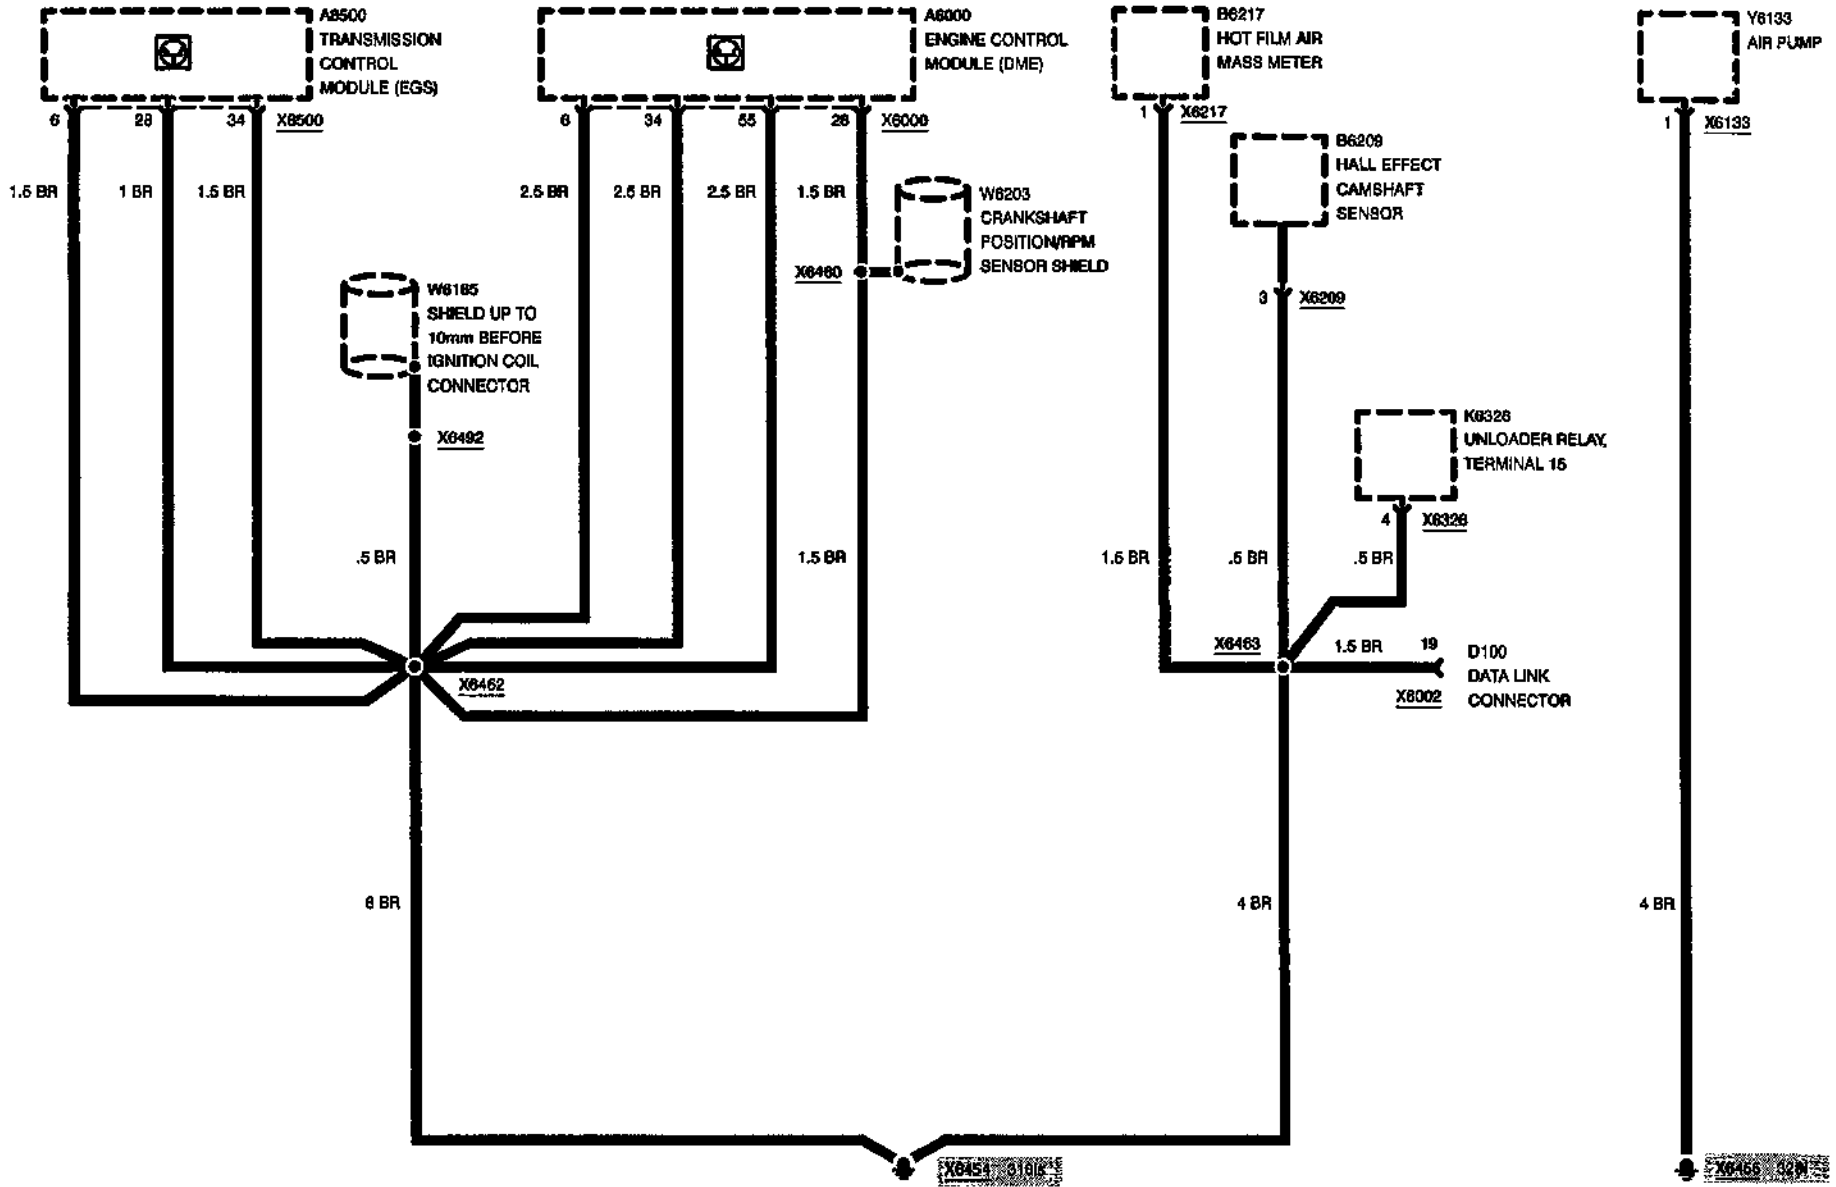 A8500
TRANSMISSION
CONTROL
MODULE (EGS)
A6000
ENGINE CONTROL
MODULE (DME)
B6217
HOT FILM AIR
MASS METER
Y6133
AIR PUMP
6
28
34
X8500
6
34
55
28
X6000
1
X6217
1
X6133
B6209
HALL EFFECT
CAMSHAFT
SENSOR
1.5 BR
1 BR
1.5 BR
2.5 BR
2.5 BR
2.5 BR
1.5 BR
W6203
CRANKSHAFT
POSITION/RPM
SENSOR SHIELD
X6460
W6165
SHIELD UP TO
10mm BEFORE
IGNITION COIL
CONNECTOR
3
X6209
X6492
K6326
UNLOADER RELAY,
TERMINAL 15
4
X6326
.5 BR
1.5 BR
1.5 BR
.5 BR
.5 BR
X6463
1.5 BR
19
D100
DATA LINK
CONNECTOR
X6002
X6462
6 BR
4 BR
4 BR
X6454